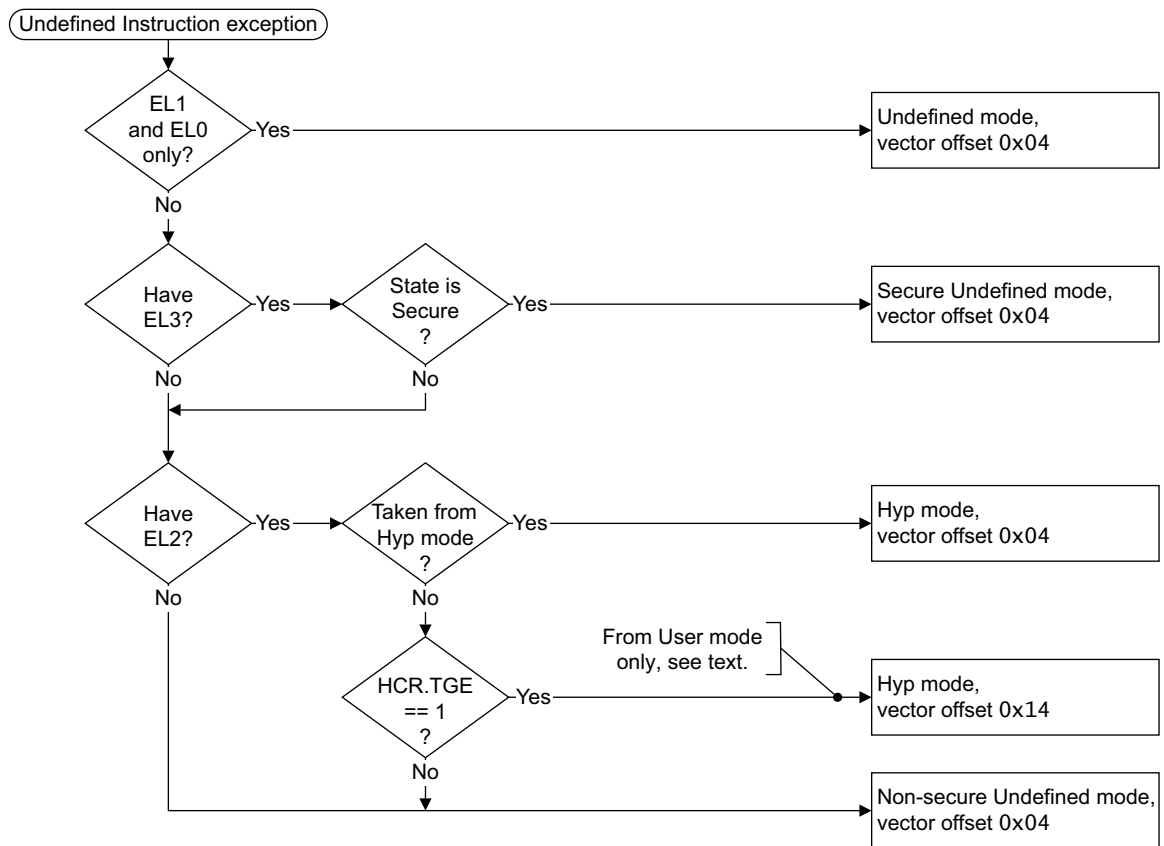 Undefined Instruction exception
EL1
and EL0
only?
Yes
Undefined mode,
vector offset 0x04
No
Have
EL3?
Yes
State is
Secure
?
Yes
Secure Undefined mode,
vector offset 0x04
No
No
Have
EL2?
Yes
Taken from
Hyp mode
?
Yes
Hyp mode,
vector offset 0x04
No
No
From User mode
only, see text.
HCR.TGE
== 1
?
Yes
Hyp mode,
vector offset 0x14
No
Non-secure Undefined mode,
vector offset 0x04